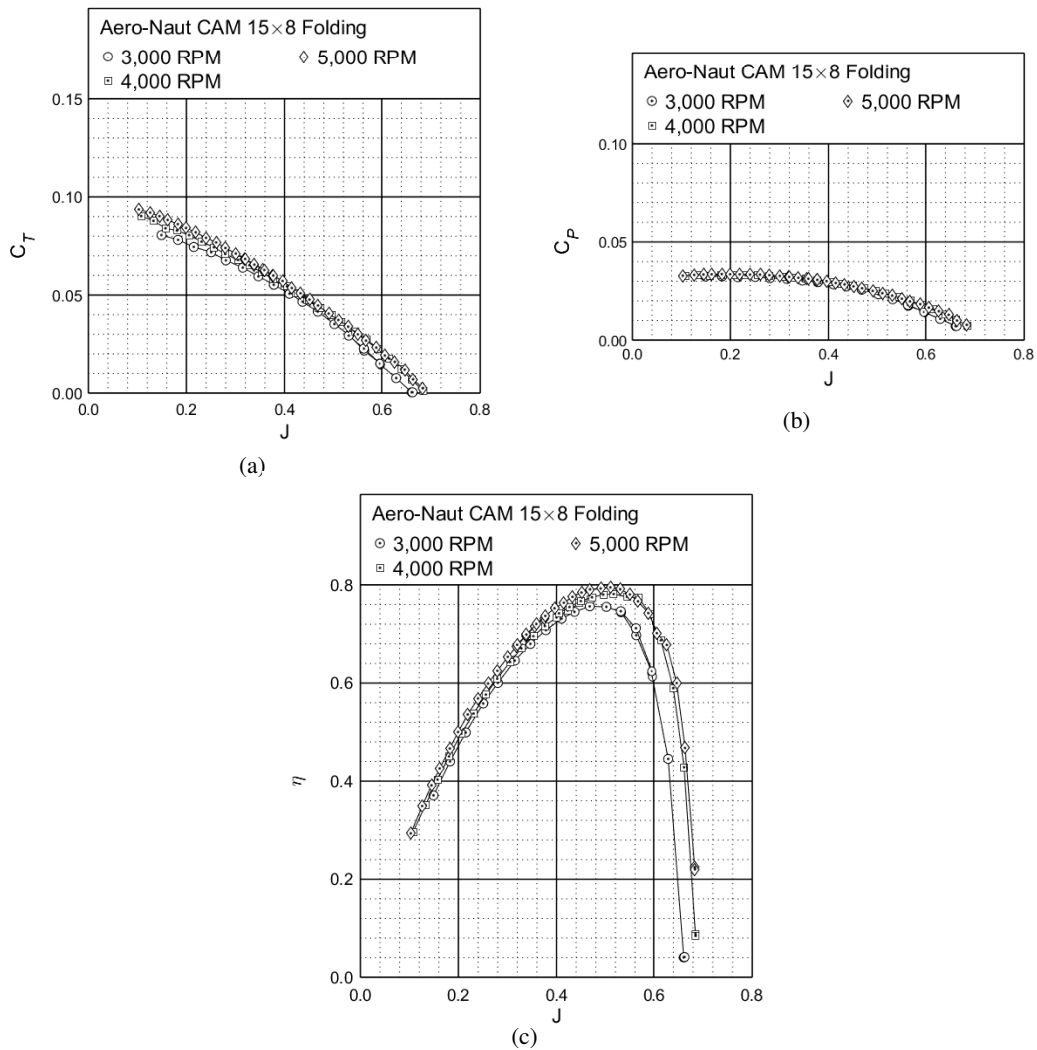 Aero-Naut CAM 15×8 Folding
3,000 RPM 5,000 RPM
4,000 RPM
0.15
0.10
0.05
0.00
C_T
0.0 0.2 0.4 0.6 0.8
J
(a)
Aero-Naut CAM 15×8 Folding
3,000 RPM 5,000 RPM
4,000 RPM
0.10
0.05
0.00
C_P
0.0 0.2 0.4 0.6 0.8
J
(b)
Aero-Naut CAM 15×8 Folding
3,000 RPM 5,000 RPM
4,000 RPM
0.8
0.6
0.4
0.2
0.0
η
0.0 0.2 0.4 0.6 0.8
J
(c)